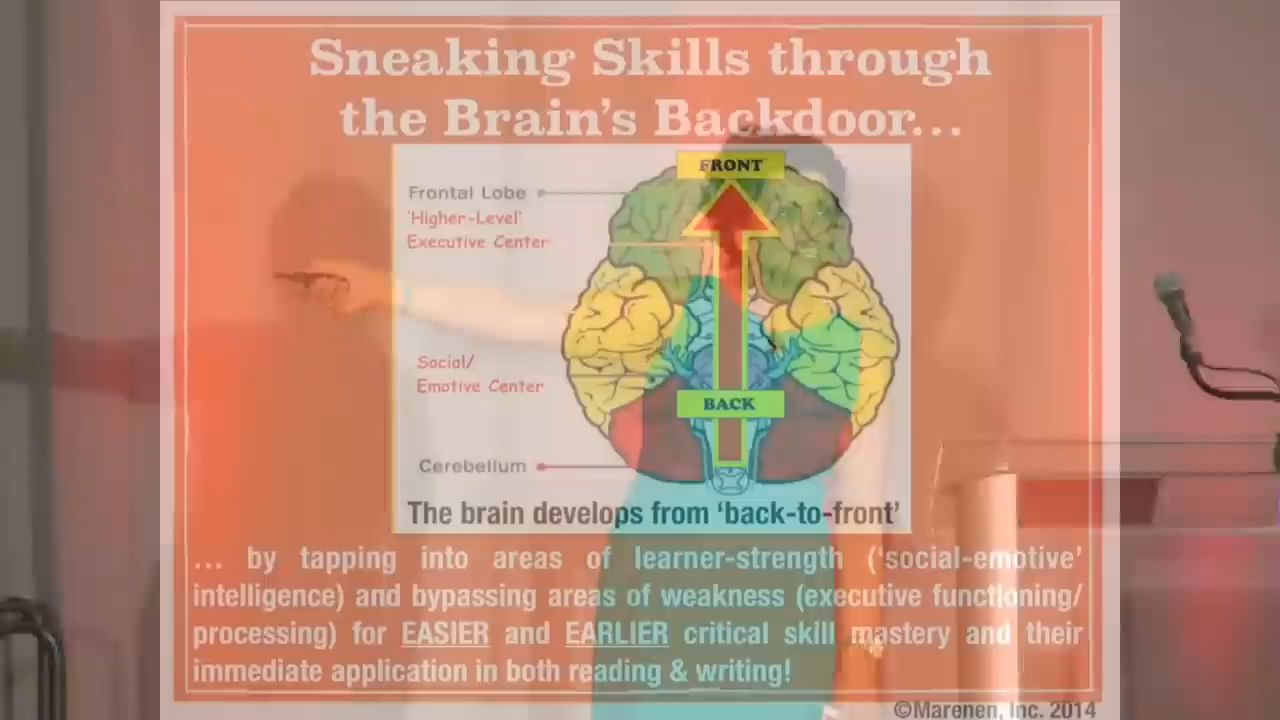 Sneaking Skills through
the Brain's Backdoor...
FRONT
Frontal Lobe
'Higher-Level'
Executive Center
Social/
Emotive Center
BACK
Cerebellum
The brain develops from 'back-to-front'
... by tapping into areas of learner-strength ('social-emotive'
intelligence) and bypassing areas of weakness (executive functioning/
processing) for EASIER and EARLIER critical skill mastery and their
immediate application in both reading & writing!
©Marenen, Inc. 2014